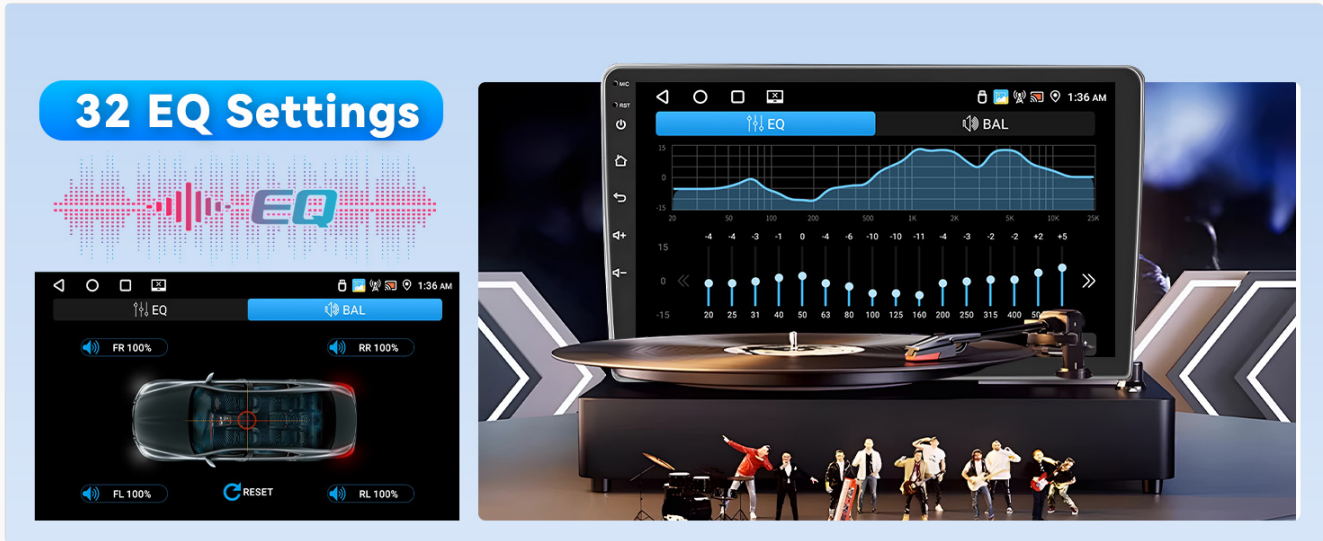 32 EQ Settings
EQ
1:36 AM
EQ
BAL
FR 100%
RR 100%
FL 100%
RESET
RL 100%
MIC
RST
1:36 AM
EQ
BAL
15
0
-15
20 50 100 200 500 1K 2K 5K 10K 25K
-4 -4 -3 -1 0 -4 -6 -10 -10 -11 -4 -3 -2 -2 +2 +5
15
0
-15
20 25 31 40 50 63 80 100 125 160 200 250 315 400